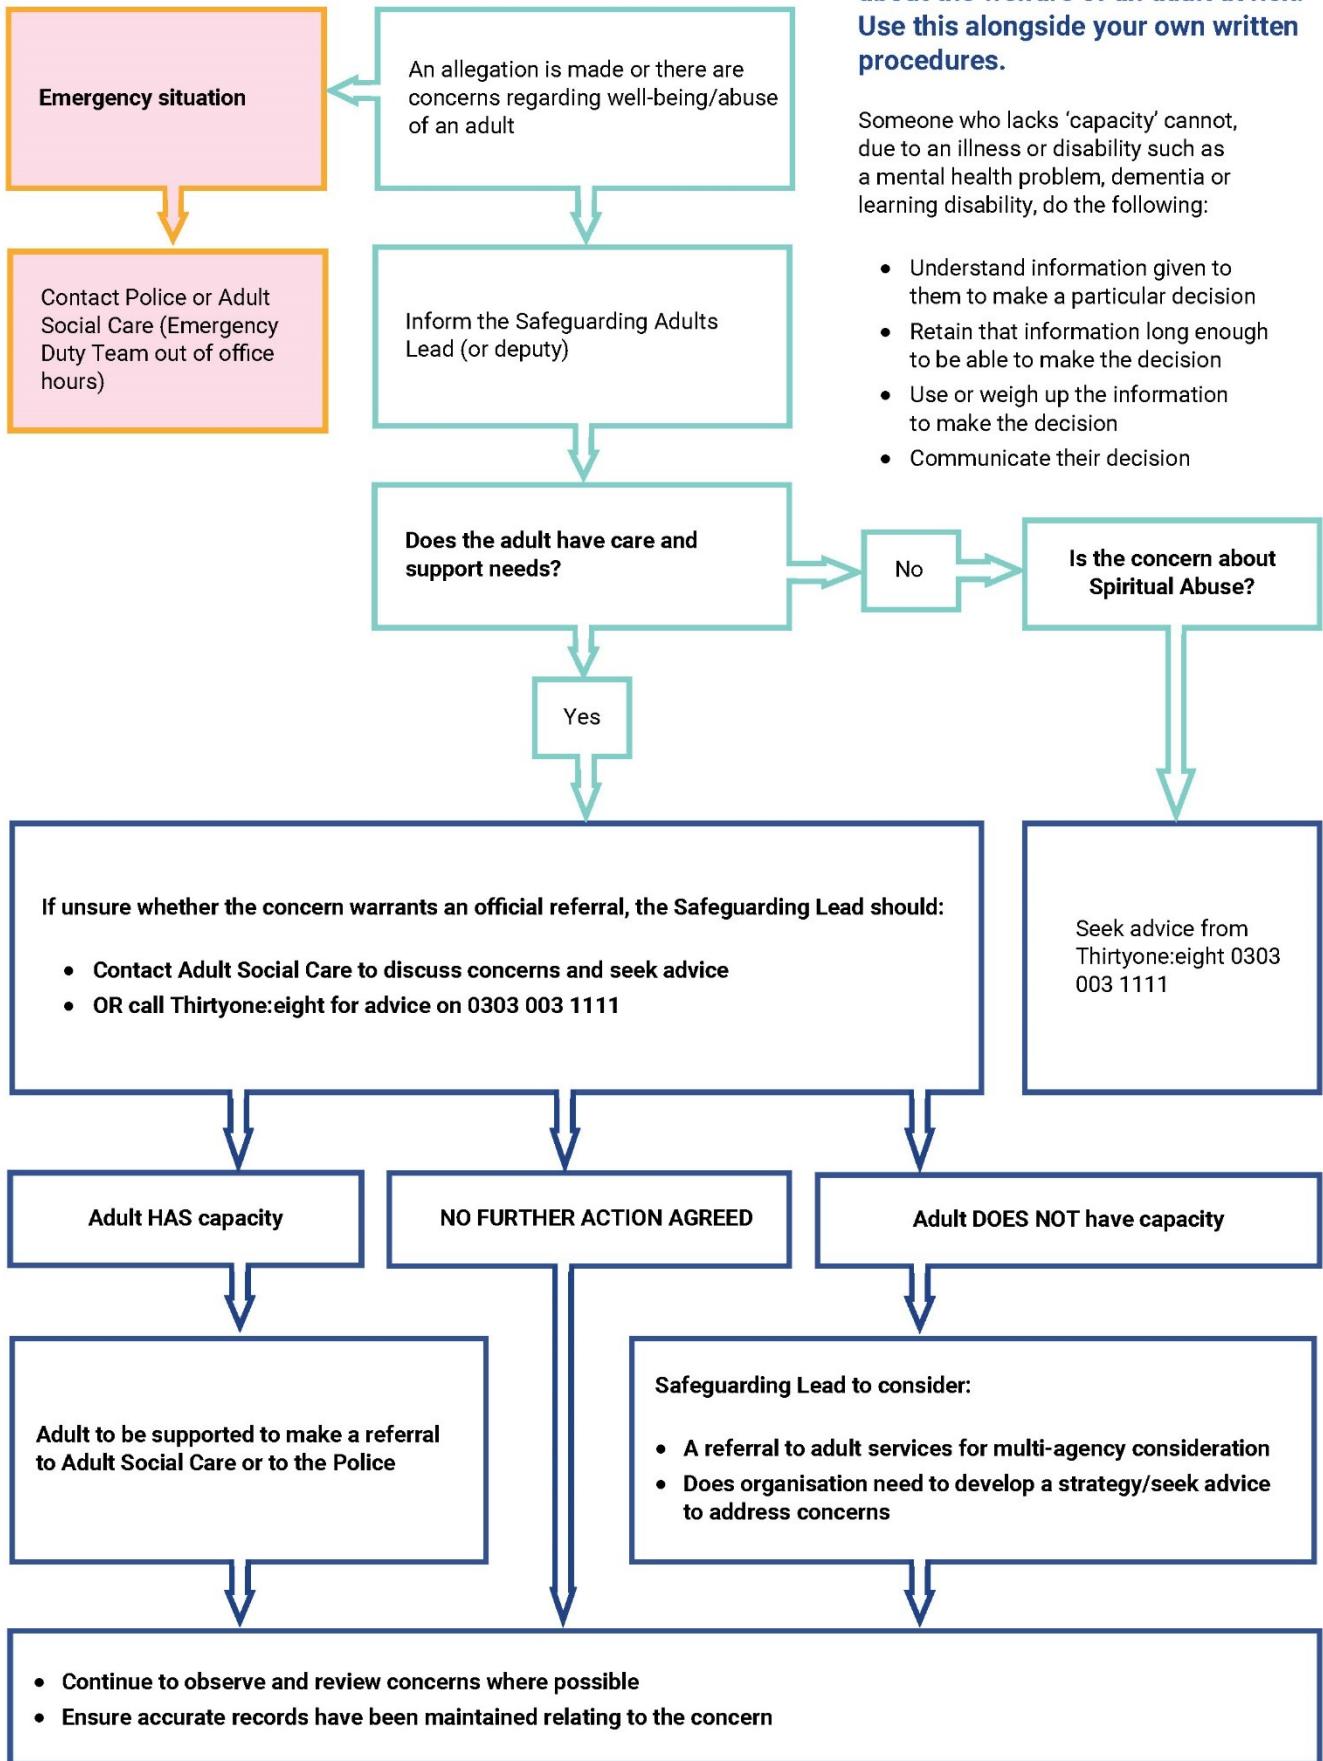 Use this alongside your own written
procedures.
Someone who lacks ‘capacity’ cannot,
due to an illness or disability such as
a mental health problem, dementia or
learning disability, do the following:
• Understand information given to
them to make a particular decision
• Retain that information long enough
to be able to make the decision
• Use or weigh up the information
to make the decision
• Communicate their decision
Emergency situation
An allegation is made or there are
concerns regarding well-being/abuse
of an adult
Contact Police or Adult
Social Care (Emergency
Duty Team out of office
hours)
Inform the Safeguarding Adults
Lead (or deputy)
Does the adult have care and
support needs?
No
Is the concern about
Spiritual Abuse?
Yes
If unsure whether the concern warrants an official referral, the Safeguarding Lead should:
• Contact Adult Social Care to discuss concerns and seek advice
• OR call Thirtyone:eight for advice on 0303 003 1111
Seek advice from
Thirtyone:eight 0303
003 1111
Adult HAS capacity
NO FURTHER ACTION AGREED
Adult DOES NOT have capacity
Adult to be supported to make a referral
to Adult Social Care or to the Police
Safeguarding Lead to consider:
• A referral to adult services for multi-agency consideration
• Does organisation need to develop a strategy/seek advice
to address concerns
• Continue to observe and review concerns where possible
• Ensure accurate records have been maintained relating to the concern